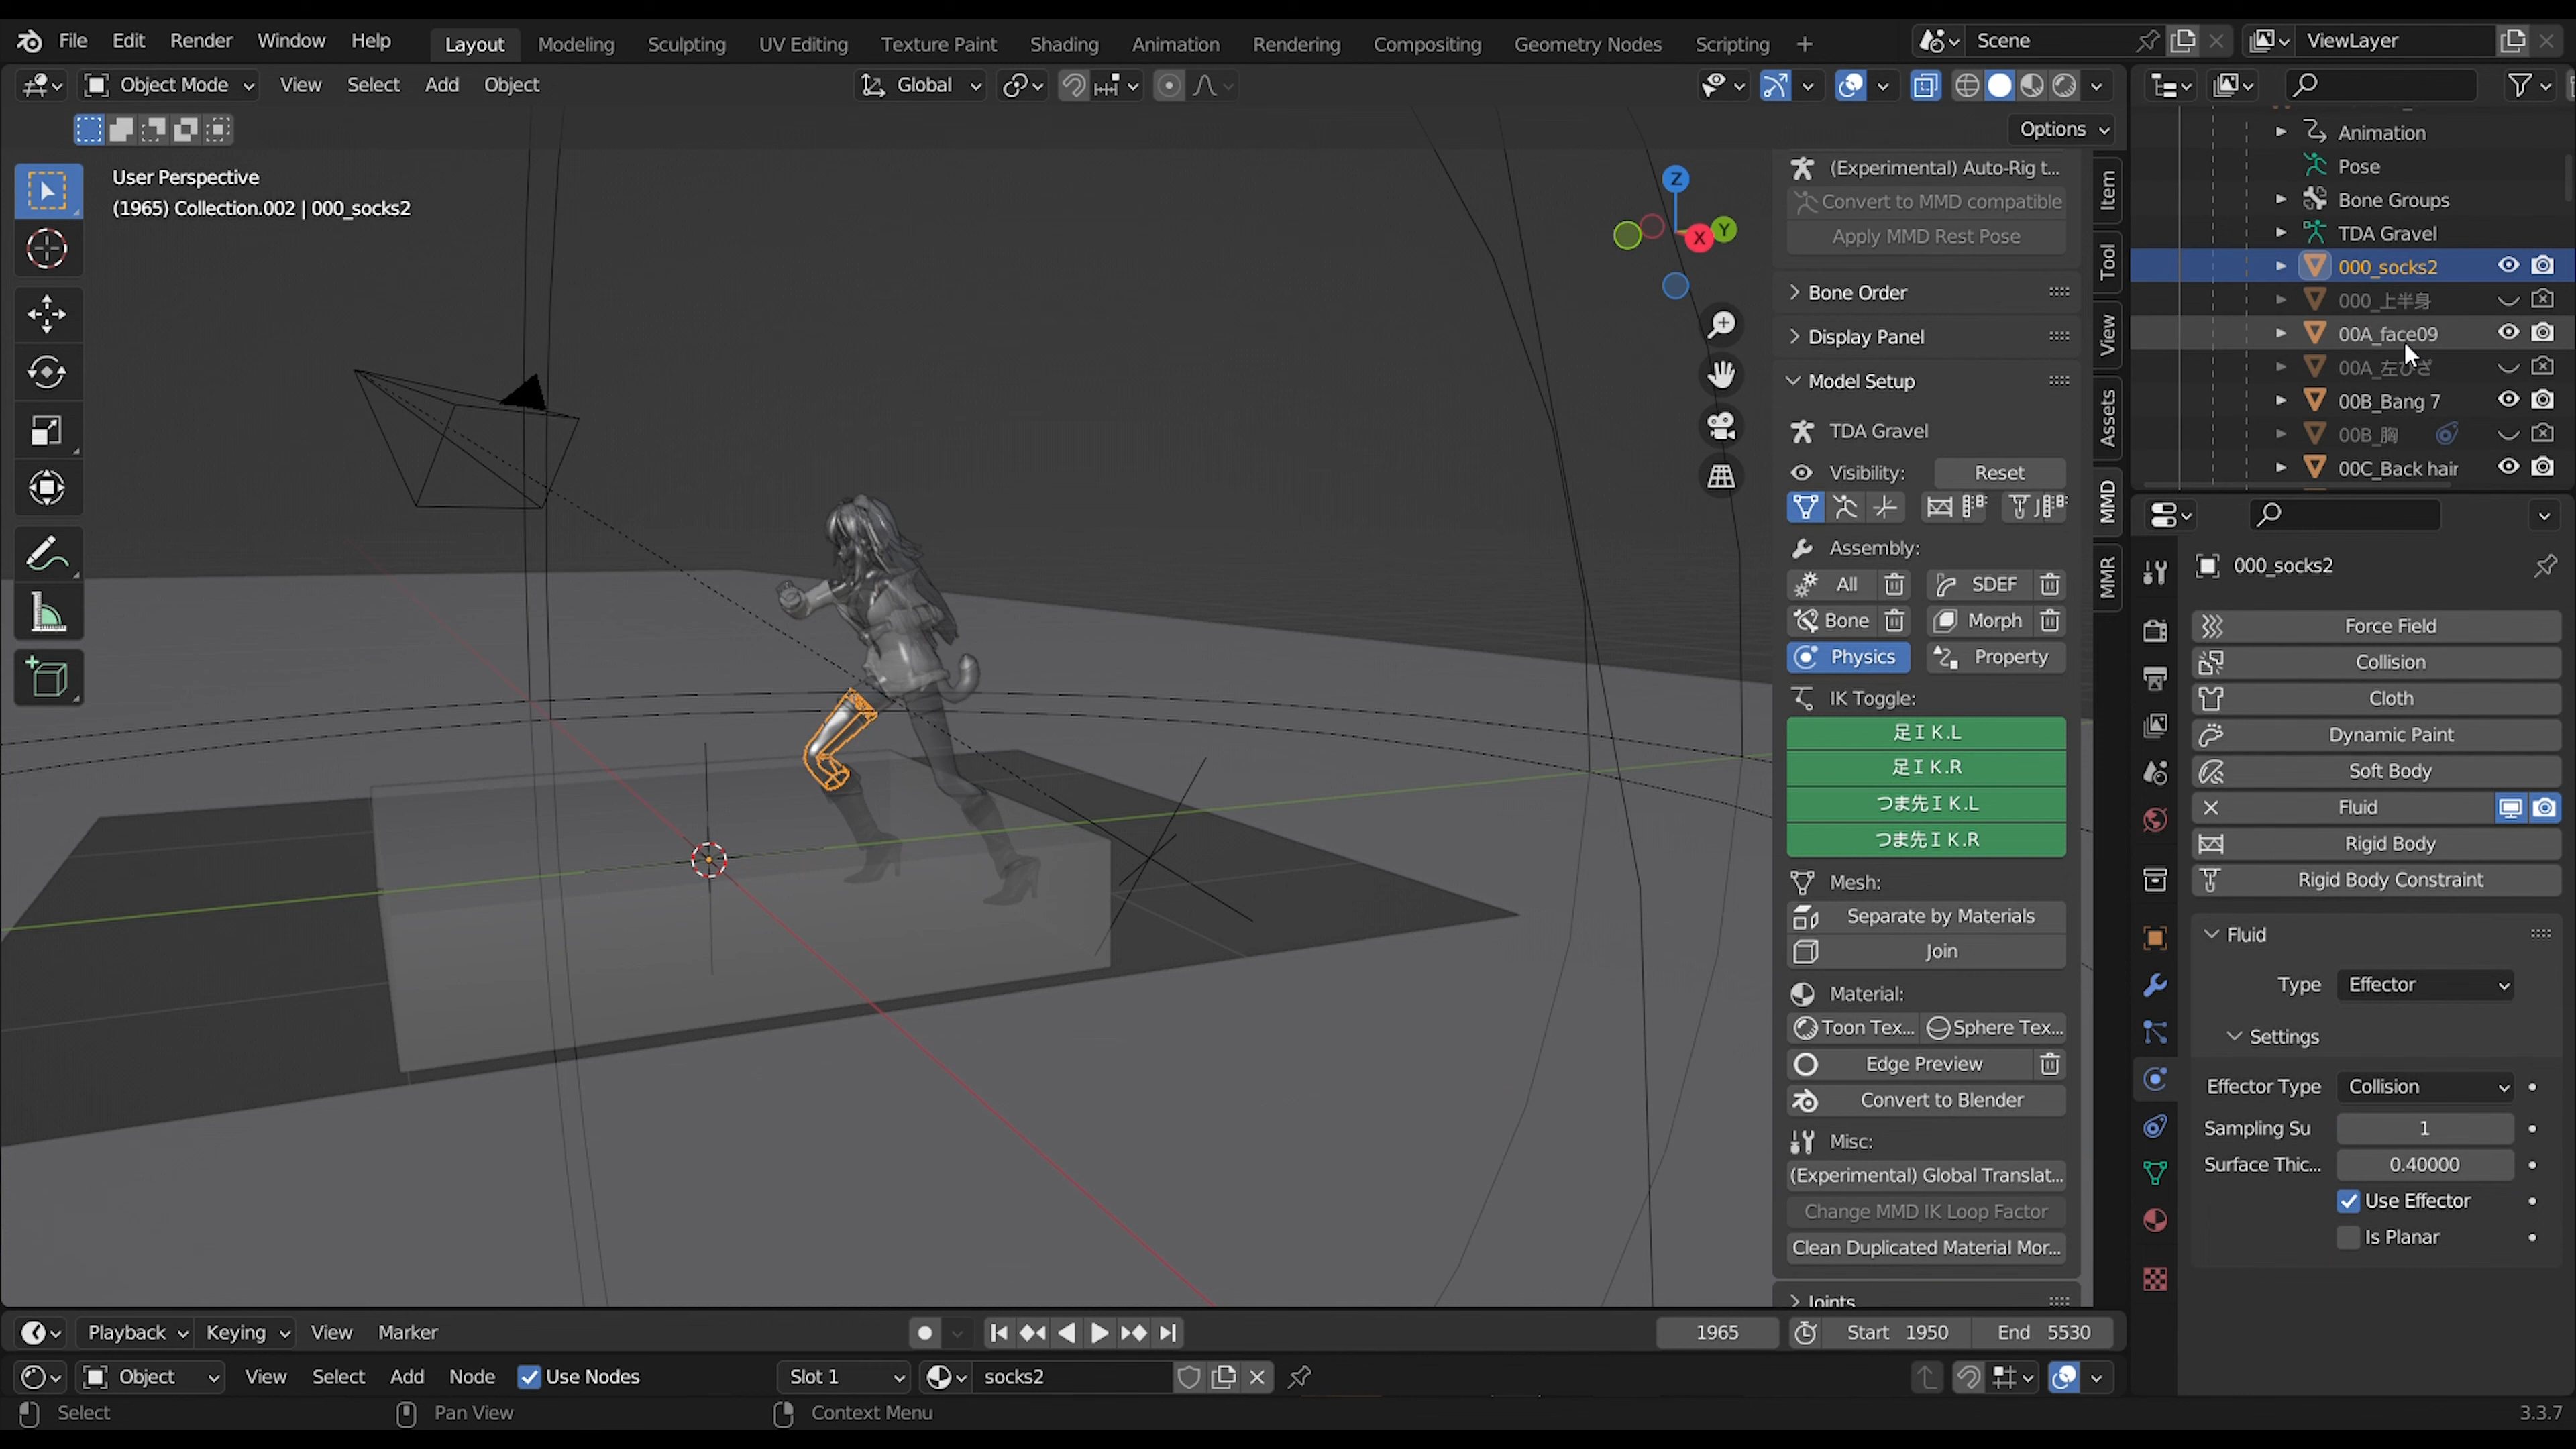 File Edit Render Window Help Layout Modeling Sculpting UV Editing Texture Paint Shading Animation Rendering Compositing Geometry Nodes Scripting + Scene ViewLayer
Object Mode View Select Add Object Global
Options
User Perspective
(1965) Collection.002 | 000_socks2
Z
X
Y
(Experimental) Auto-Rig t...
Convert to MMD compatible
Apply MMD Rest Pose
Bone Order
Display Panel
Model Setup
TDA Gravel
Visibility: Reset
Assembly:
All SDEF
Bone Morph
Physics Property
IK Toggle:
足ＩＫ.L
足ＩＫ.R
つま先ＩＫ.L
つま先ＩＫ.R
Mesh:
Separate by Materials
Join
Material:
Toon Tex... Sphere Tex...
Edge Preview
Convert to Blender
Misc:
(Experimental) Global Translat...
Change MMD IK Loop Factor
Clean Duplicated Material Mor...
Joints
Item
Tool
View
Assets
MMD
MMR
Animation
Pose
Bone Groups
TDA Gravel
000_socks2
000_上半身
00A_face09
00A_左ひざ
00B_Bang 7
00B_胸
00C_Back hair
000_socks2
Force Field
Collision
Cloth
Dynamic Paint
Soft Body
Fluid
Rigid Body
Rigid Body Constraint
Fluid
Type Effector
Settings
Effector Type Collision
Sampling Su 1
Surface Thic... 0.40000
Use Effector
Is Planar
Playback Keying View Marker 1965 Start 1950 End 5530
Object View Select Add Node Use Nodes Slot 1 socks2
Select Pan View Context Menu 3.3.7